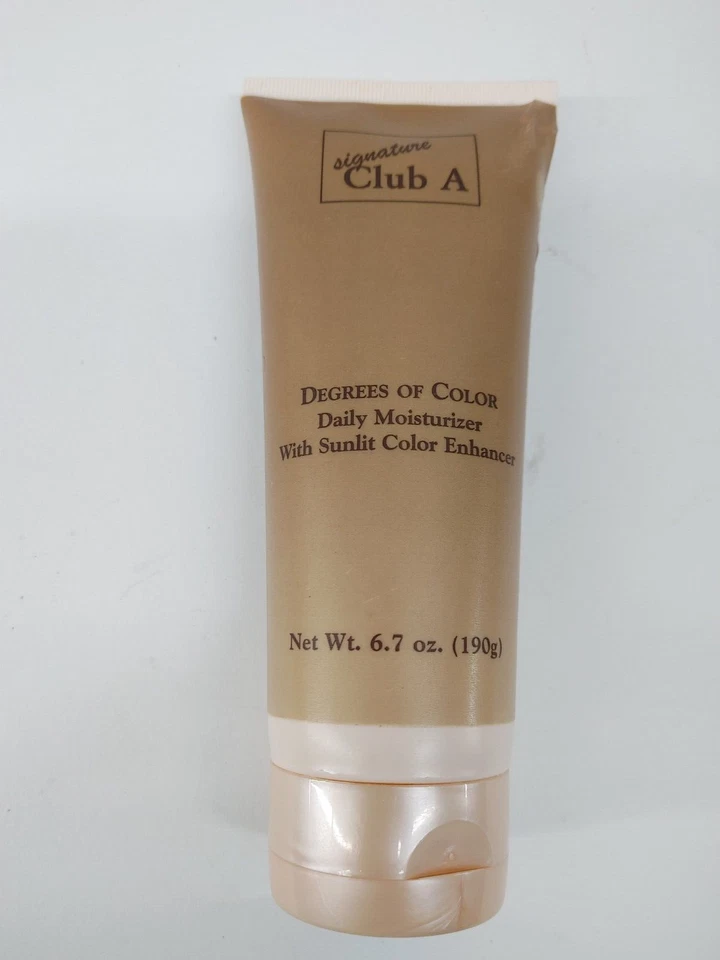 signature
Club A
DEGREES OF COLOR
Daily Moisturizer
With Sunlit Color Enhancer
Net Wt. 6.7 oz. (190g)